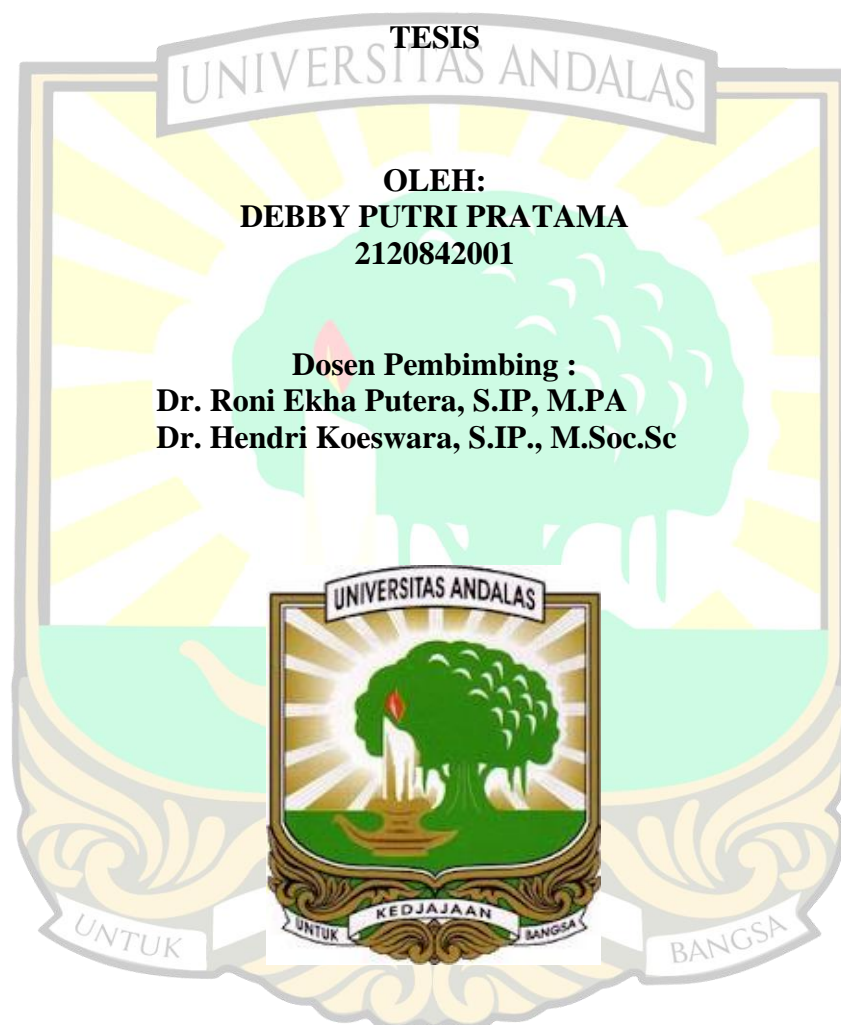 TESIS
UNIVERSITAS ANDALAS
OLEH:
DEBBY PUTRI PRATAMA
2120842001
Dosen Pembimbing :
Dr. Roni Ekha Putera, S.IP, M.PA
Dr. Hendri Koeswara, S.IP., M.Soc.Sc
UNIVERSITAS ANDALAS
UNTUK KEDJAJAAN BANGSA
UNTUK BANGSA